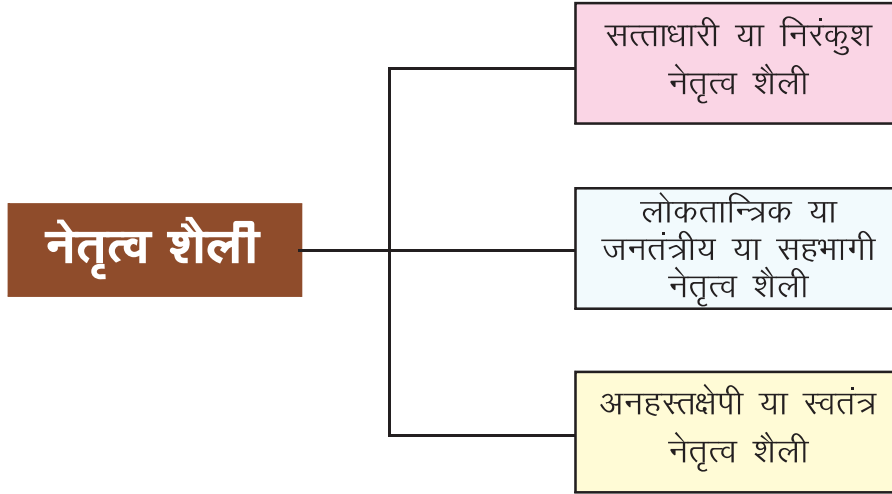 नेतृत्व शैली
सत्ताधारी या निरंकुश
नेतृत्व शैली
लोकतान्त्रिक या
जनतंत्रीय या सहभागी
नेतृत्व शैली
अनहस्तक्षेपी या स्वतंत्र
नेतृत्व शैली